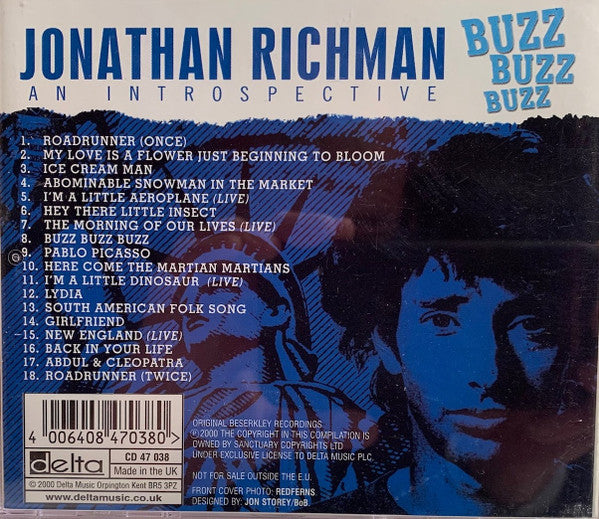 JONATHAN RICHMAN
AN INTROSPECTIVE
BUZZ
BUZZ
BUZZ
1. ROADRUNNER (ONCE)
2. MY LOVE IS A FLOWER JUST BEGINNING TO BLOOM
3. ICE CREAM MAN
4. ABOMINABLE SNOWMAN IN THE MARKET
5. I'M A LITTLE AEROPLANE (LIVE)
6. HEY THERE LITTLE INSECT
7. THE MORNING OF OUR LIVES (LIVE)
8. BUZZ BUZZ BUZZ
9. PABLO PICASSO
10. HERE COME THE MARTIAN MARTIANS
11. I'M A LITTLE DINOSAUR (LIVE)
12. LYDIA
13. SOUTH AMERICAN FOLK SONG
14. GIRLFRIEND
15. NEW ENGLAND (LIVE)
16. BACK IN YOUR LIFE
17. ABDUL & CLEOPATRA
18. ROADRUNNER (TWICE)
4 006408 470380 >
delta
CD 47 038
Made in the UK
© 2000 Delta Music Orpington Kent BR5 3PZ
www.deltamusic.co.uk
ORIGINAL BESERKLEY RECORDINGS
℗ 2000 THE COPYRIGHT IN THIS COMPILATION IS
OWNED BY SANCTUARY COPYRIGHTS LTD
UNDER EXCLUSIVE LICENSE TO DELTA MUSIC PLC.
NOT FOR SALE OUTSIDE THE E.U.
FRONT COVER PHOTO: REDFERNS
DESIGNED BY: JON STOREY/BoB